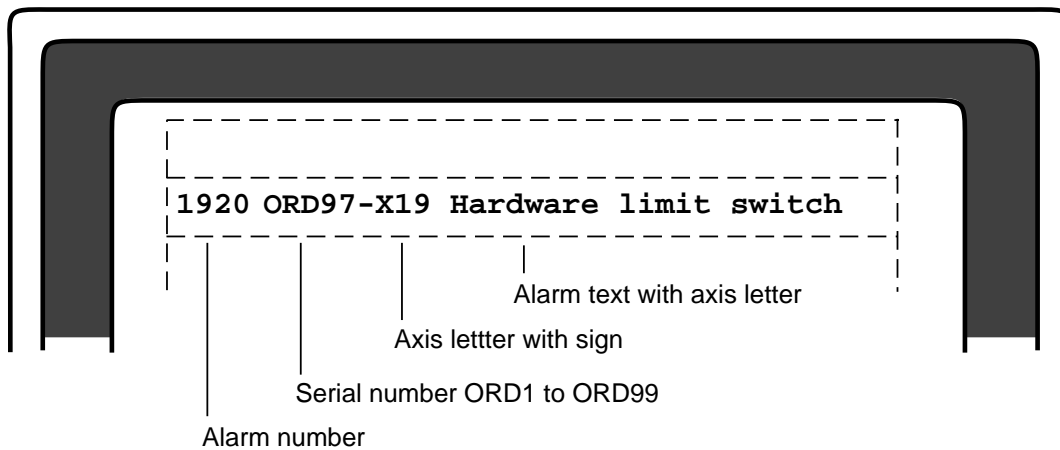 1920 ORD97-X19 Hardware limit switch
Alarm text with axis letter
Axis lettter with sign
Serial number ORD1 to ORD99
Alarm number